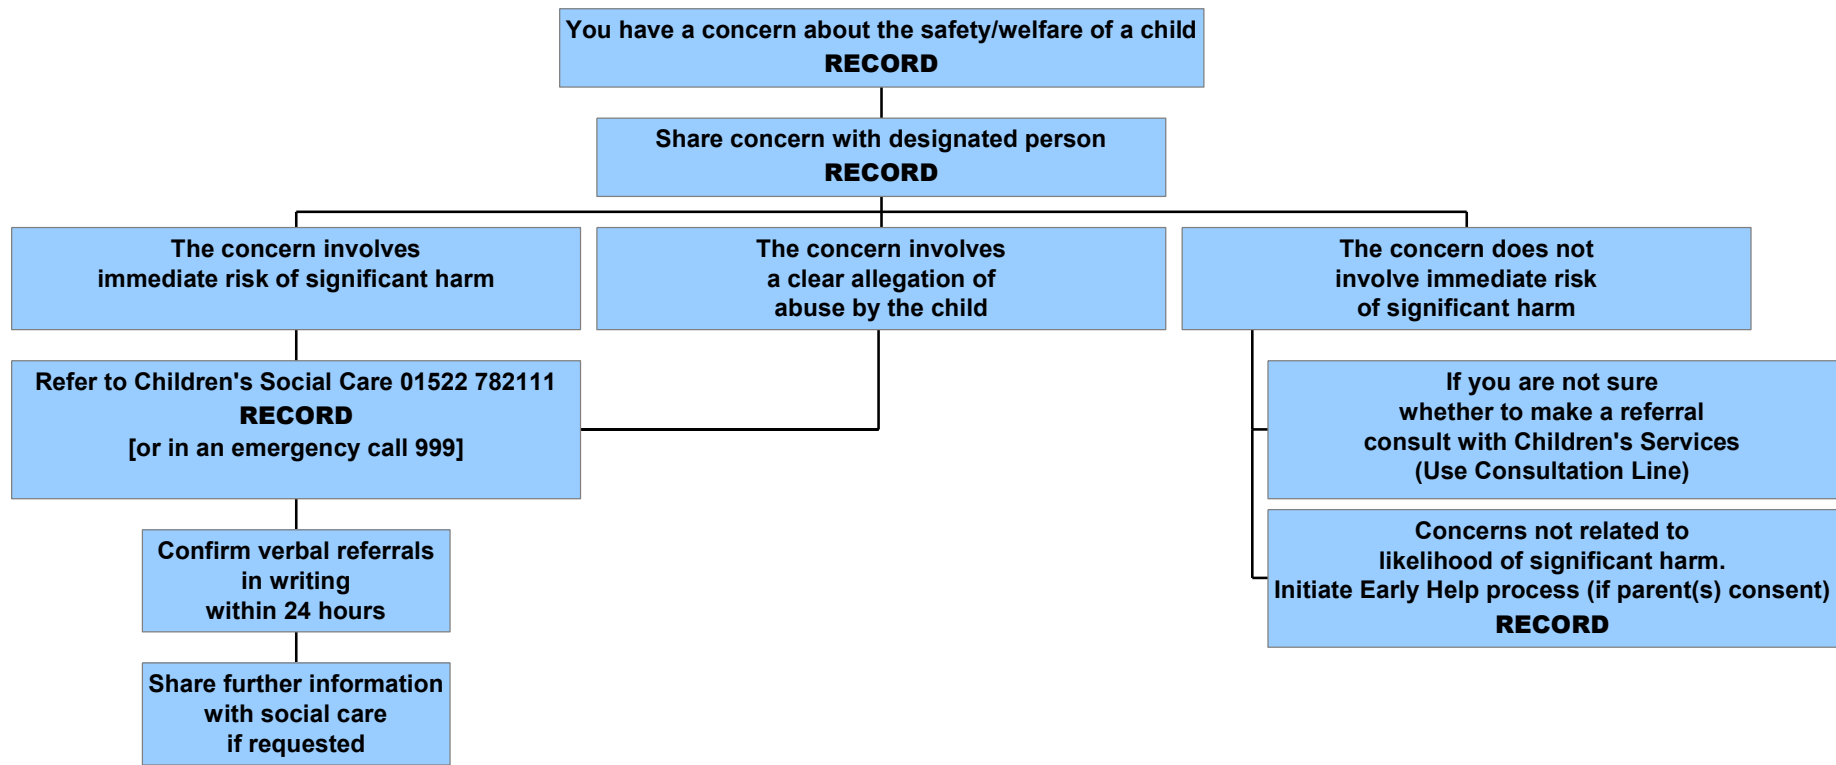 You have a concern about the safety/welfare of a child
RECORD
Share concern with designated person
RECORD
The concern involves
immediate risk of significant harm
The concern involves
a clear allegation of
abuse by the child
The concern does not
involve immediate risk
of significant harm
Refer to Children's Social Care 01522 782111
RECORD
[or in an emergency call 999]
If you are not sure
whether to make a referral
consult with Children's Services
(Use Consultation Line)
Confirm verbal referrals
in writing
within 24 hours
Concerns not related to
likelihood of significant harm.
Initiate Early Help process (if parent(s) consent)
RECORD
Share further information
with social care
if requested